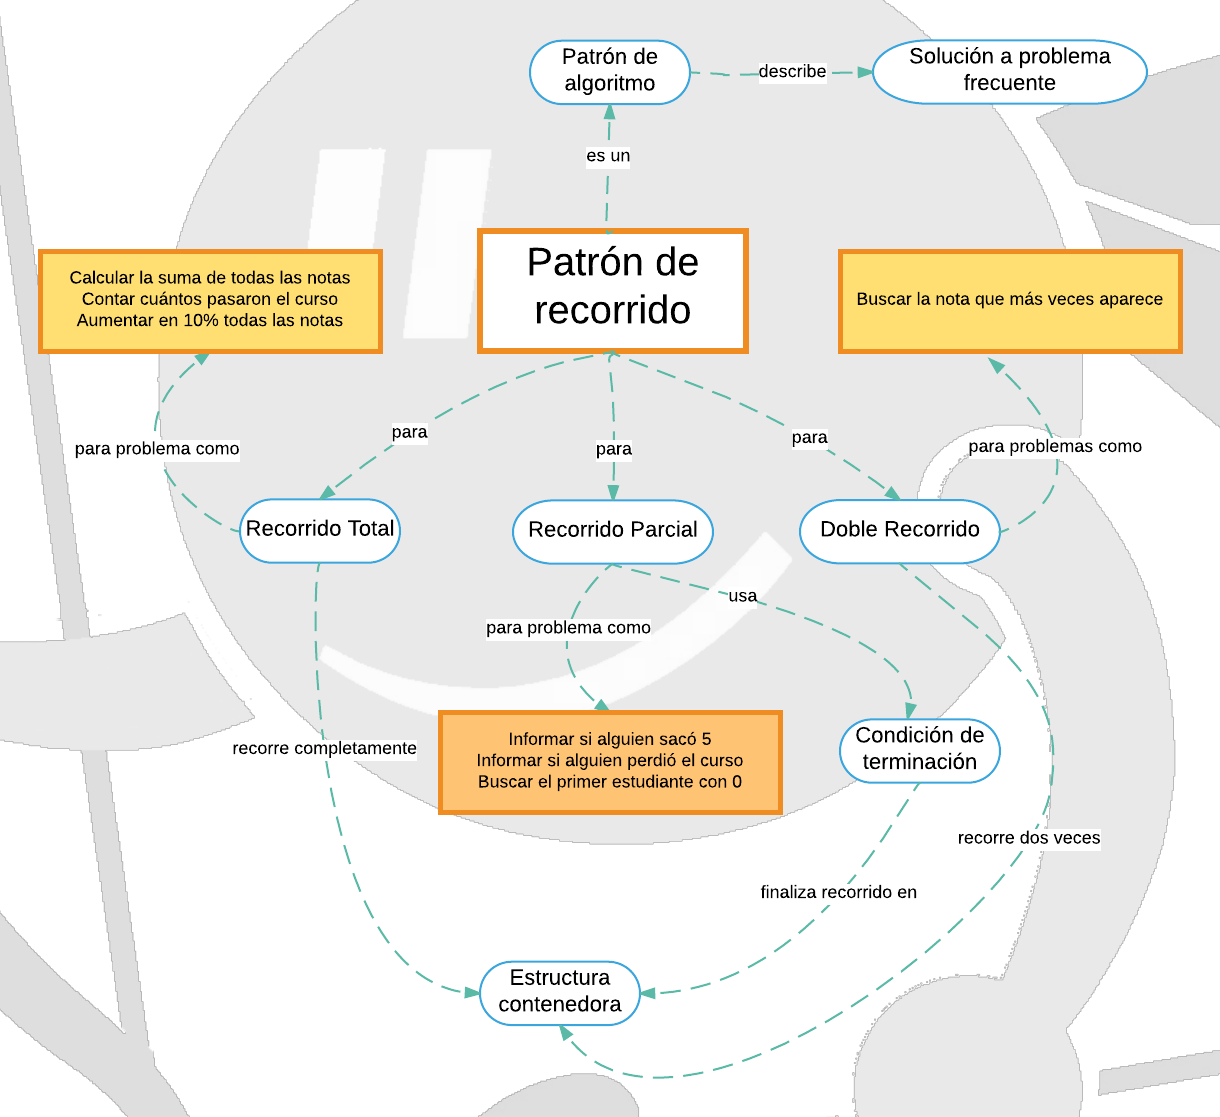 Patrón de
algoritmo
describe
Solución a problema
frecuente
es un
Patrón de
recorrido
Calcular la suma de todas las notas
Contar cuántos pasaron el curso
Aumentar en 10% todas las notas
Buscar la nota que más veces aparece
para
para
para
para problema como
para problemas como
Recorrido Total
Recorrido Parcial
Doble Recorrido
usa
para problema como
Informar si alguien sacó 5
Informar si alguien perdió el curso
Buscar el primer estudiante con 0
Condición de
terminación
recorre completamente
recorre dos veces
finaliza recorrido en
Estructura
contenedora